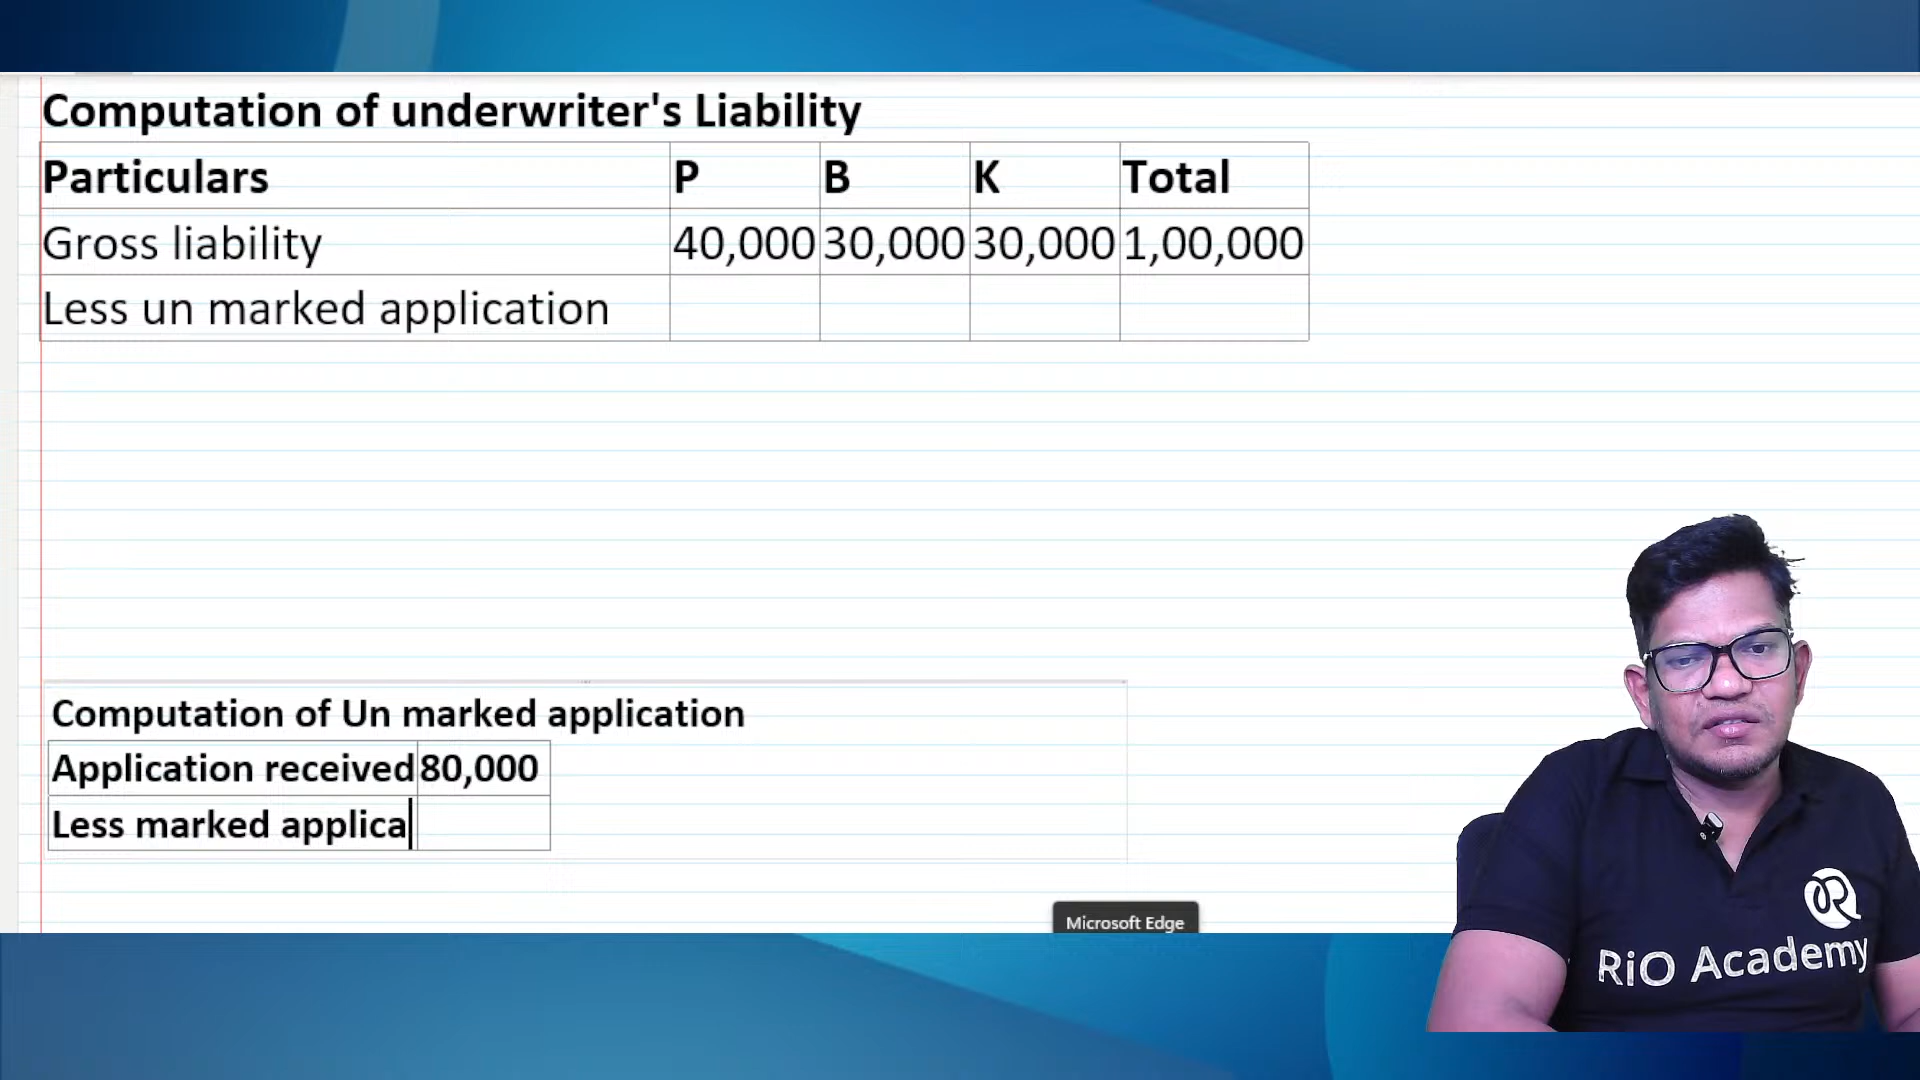 Computation of underwriter's Liability
Particulars P B K Total
Gross liability 40,000 30,000 30,000 1,00,000
Less un marked application
Computation of Un marked application
Application received 80,000
Less marked applica
Microsoft Edge
RiO Academy